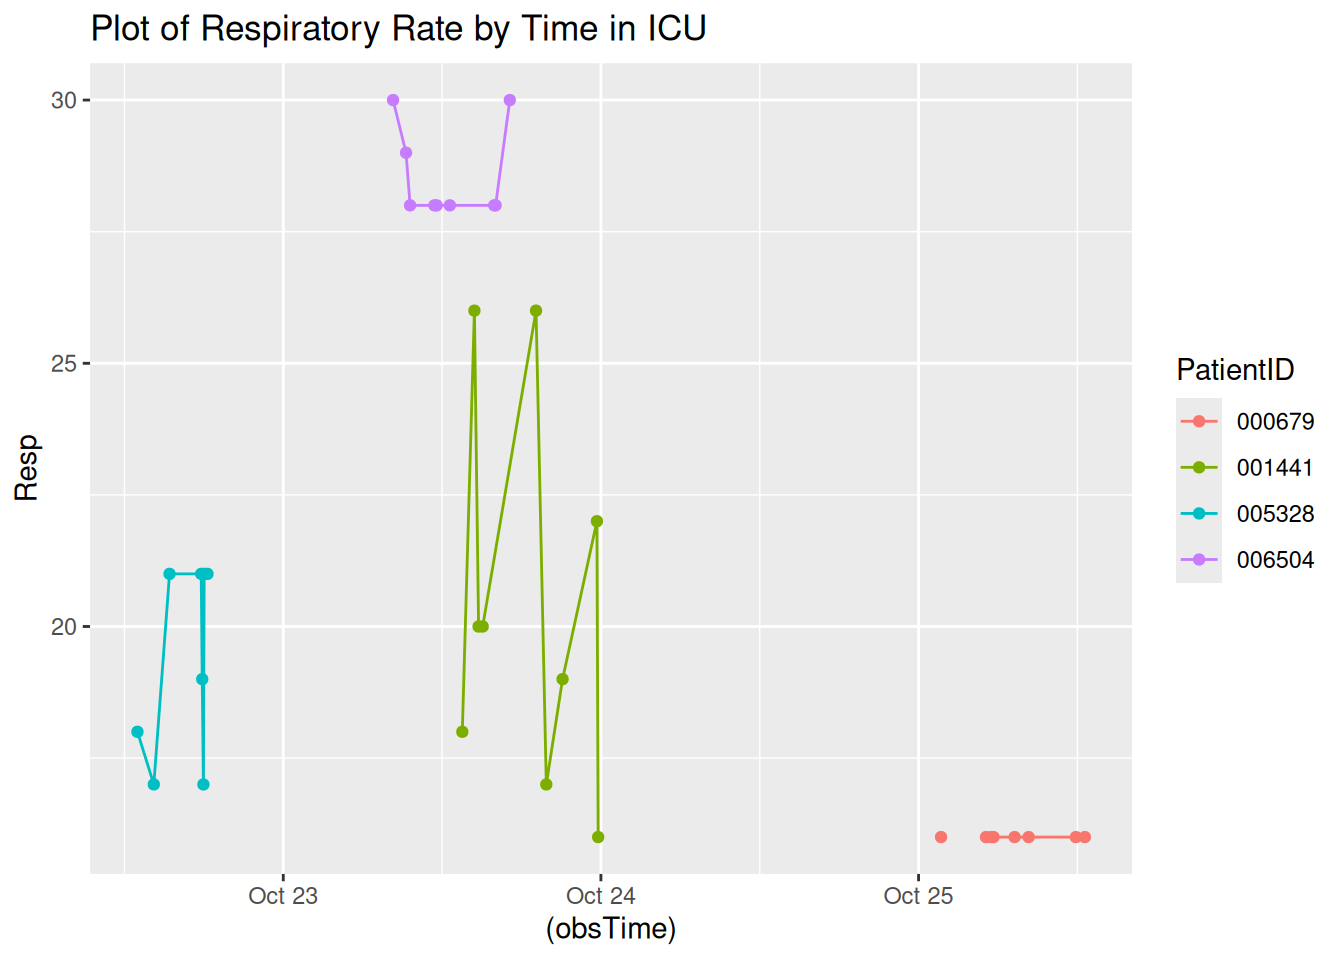 Plot of Respiratory Rate by Time in ICU
30
25
20
Resp
Oct 23
Oct 24
Oct 25
(obsTime)
PatientID
000679
001441
005328
006504